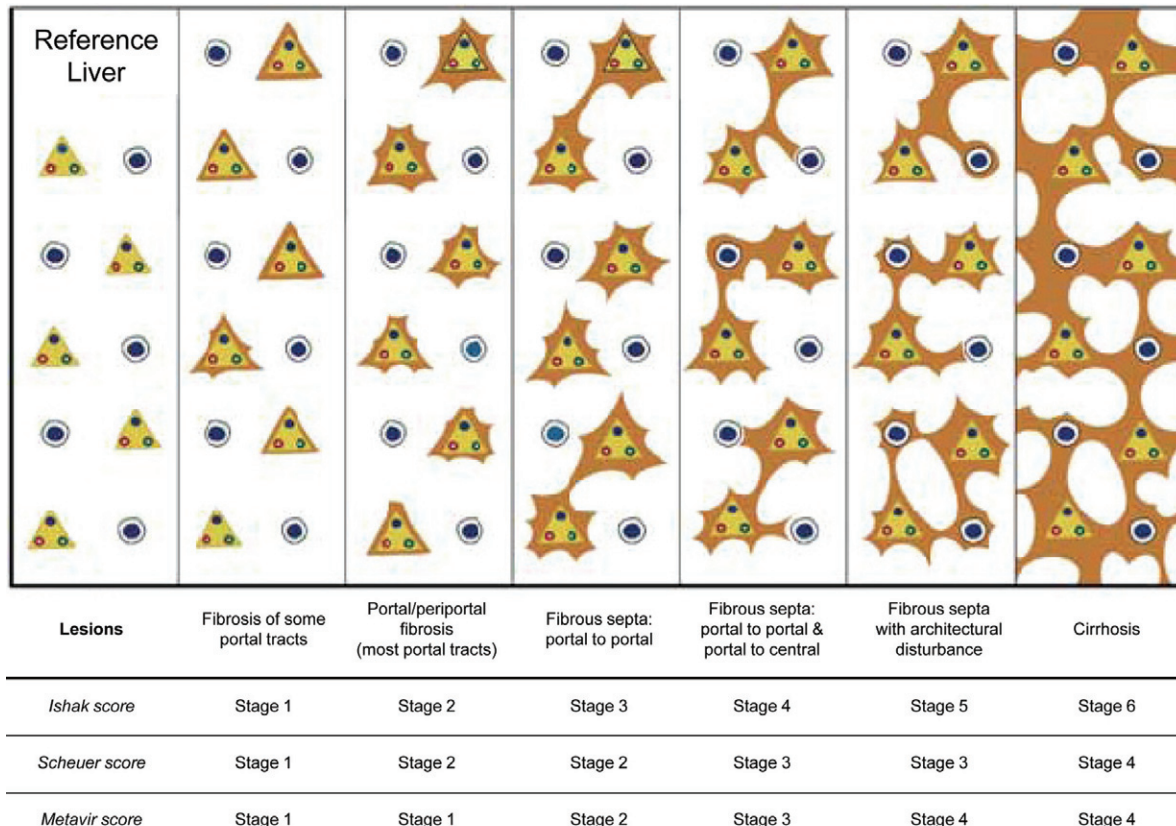 Reference
Liver
Lesions
Fibrosis of some
portal tracts
Portal/periportal
fibrosis
(most portal tracts)
Fibrous septa:
portal to portal
Fibrous septa:
portal to portal &
portal to central
Fibrous septa
with architectural
disturbance
Cirrhosis
Ishak score Stage 1 Stage 2 Stage 3 Stage 4 Stage 5 Stage 6
Scheuer score Stage 1 Stage 2 Stage 2 Stage 3 Stage 3 Stage 4
Metavir score Stage 1 Stage 1 Stage 2 Stage 3 Stage 4 Stage 4